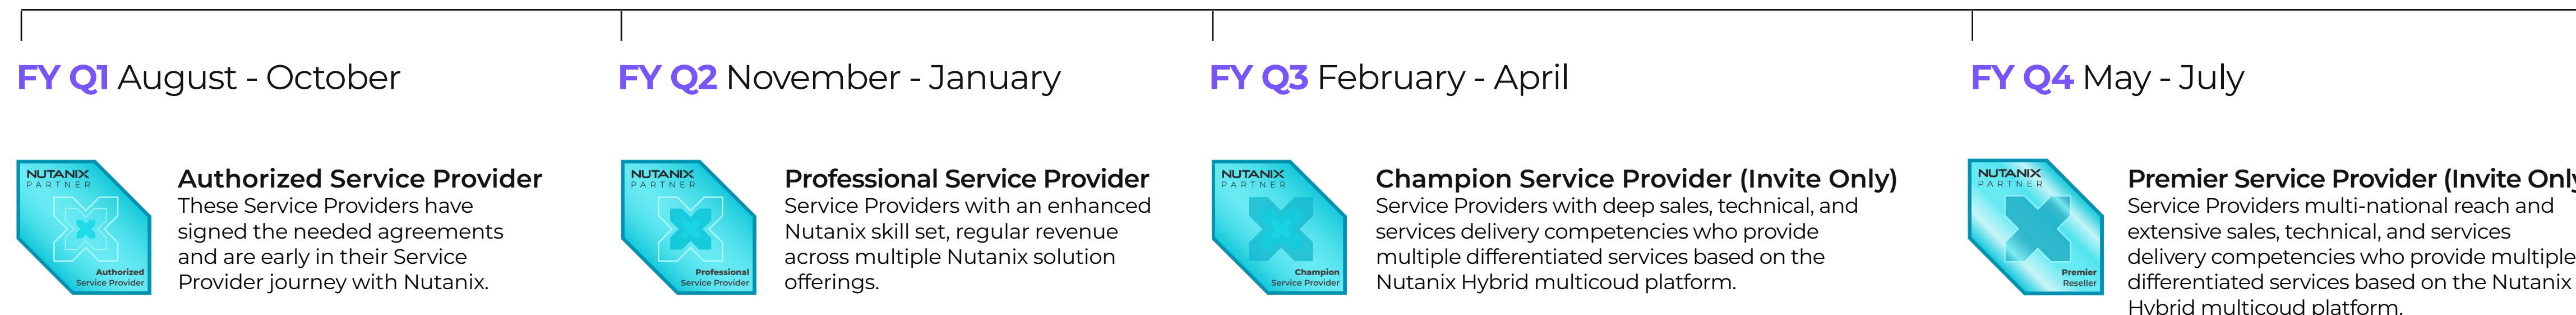 FY Q1 August - October
FY Q2 November - January
FY Q3 February - April
FY Q4 May - July
NUTANIX
PARTNER
Authorized
Service Provider
Authorized Service Provider
These Service Providers have
signed the needed agreements
and are early in their Service
Provider journey with Nutanix.
NUTANIX
PARTNER
Professional
Service Provider
Professional Service Provider
Service Providers with an enhanced
Nutanix skill set, regular revenue
across multiple Nutanix solution
offerings.
NUTANIX
PARTNER
Champion
Service Provider
Champion Service Provider (Invite Only)
Service Providers with deep sales, technical, and
services delivery competencies who provide
multiple differentiated services based on the
Nutanix Hybrid multicoud platform.
NUTANIX
PARTNER
Premier
Reseller
Premier Service Provider (Invite Only
Service Providers multi-national reach and
extensive sales, technical, and services
delivery competencies who provide multiple
differentiated services based on the Nutanix
Hybrid multicoud platform.